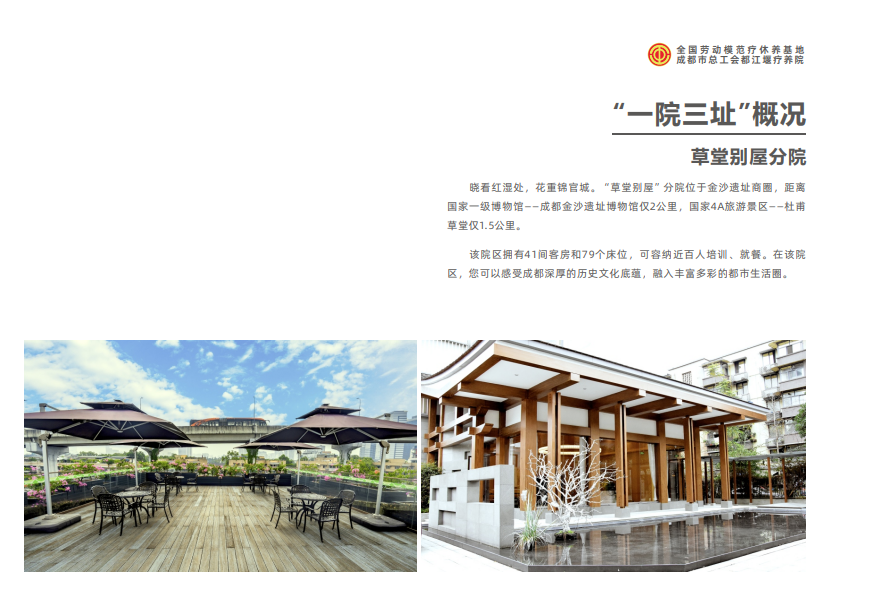 全国劳动模范疗休养基地
成都市总工会都江堰疗养院
“一院三址”概况
草堂别屋分院
晓看红湿处，花重锦官城。“草堂别屋”分院位于金沙遗址商圈，距离
国家一级博物馆——成都金沙遗址博物馆仅2公里，国家4A旅游景区——杜甫
草堂仅1.5公里。
该院区拥有41间客房和79个床位，可容纳近百人培训、就餐。在该院
区，您可以感受成都深厚的历史文化底蕴，融入丰富多彩的都市生活圈。